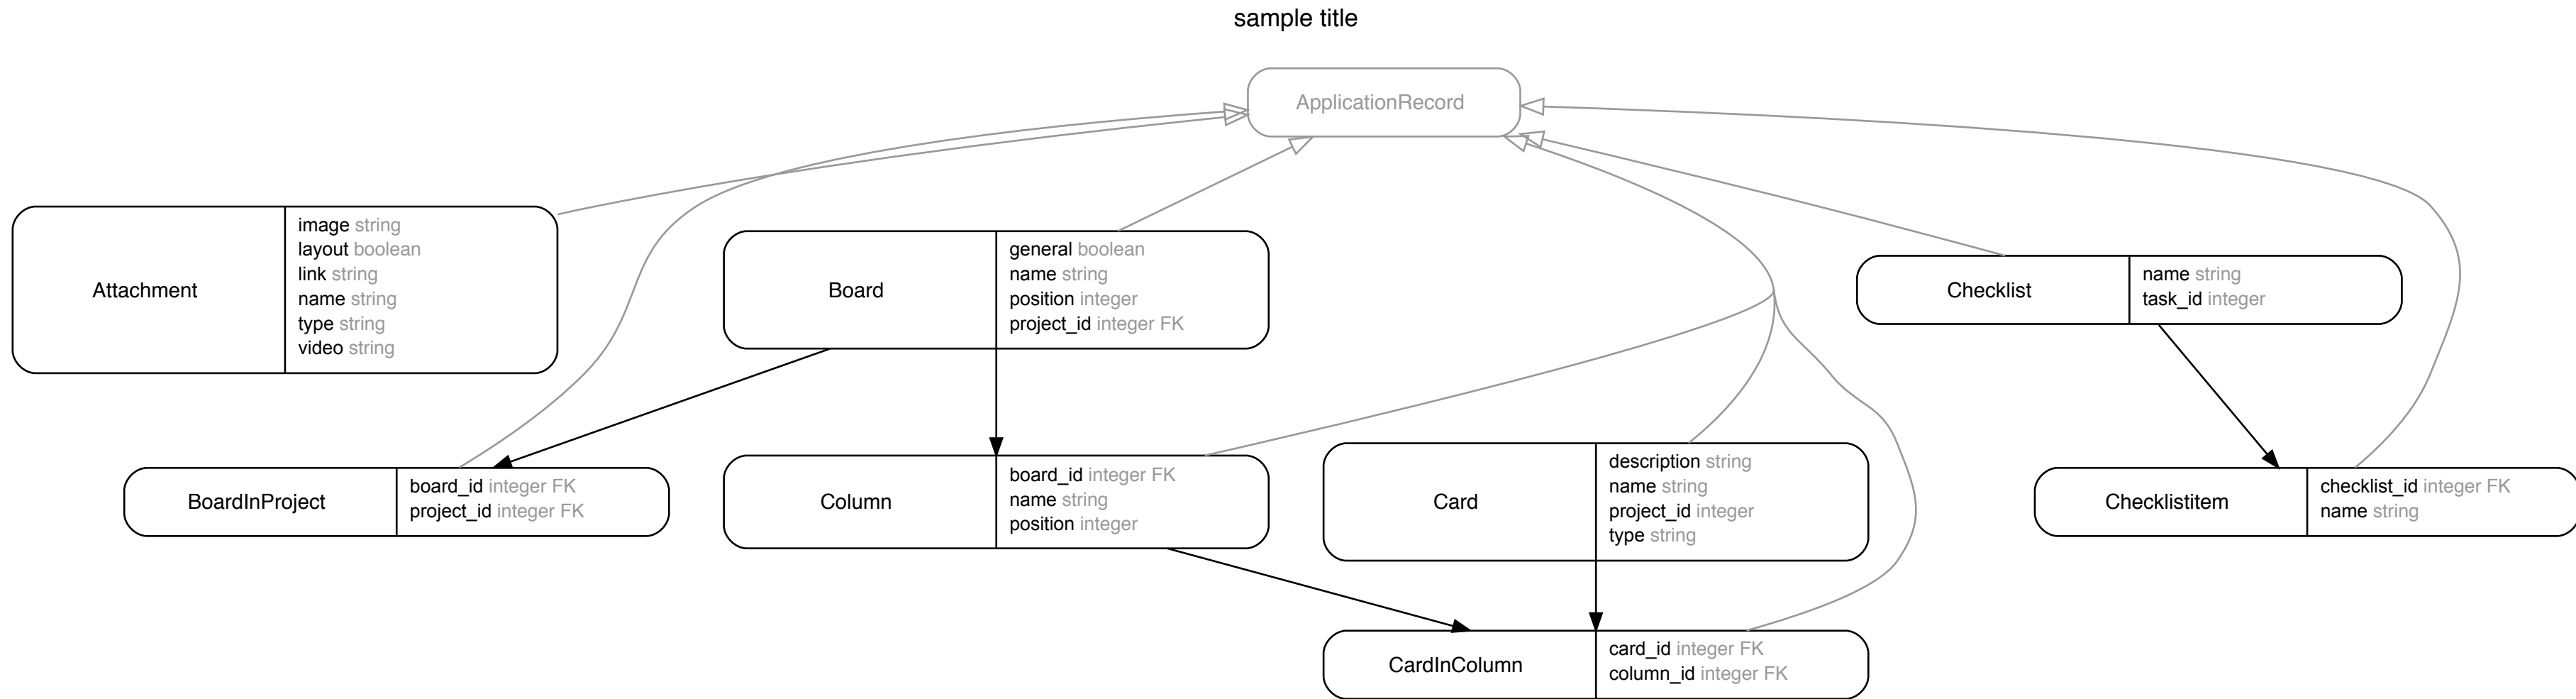 sample title
ApplicationRecord
Attachment
image string
layout boolean
link string
name string
type string
video string
Board
general boolean
name string
position integer
project_id integer FK
Checklist
name string
task_id integer
BoardInProject
board_id integer FK
project_id integer FK
Column
board_id integer FK
name string
position integer
Card
description string
name string
project_id integer
type string
Checklistitem
checklist_id integer FK
name string
CardInColumn
card_id integer FK
column_id integer FK